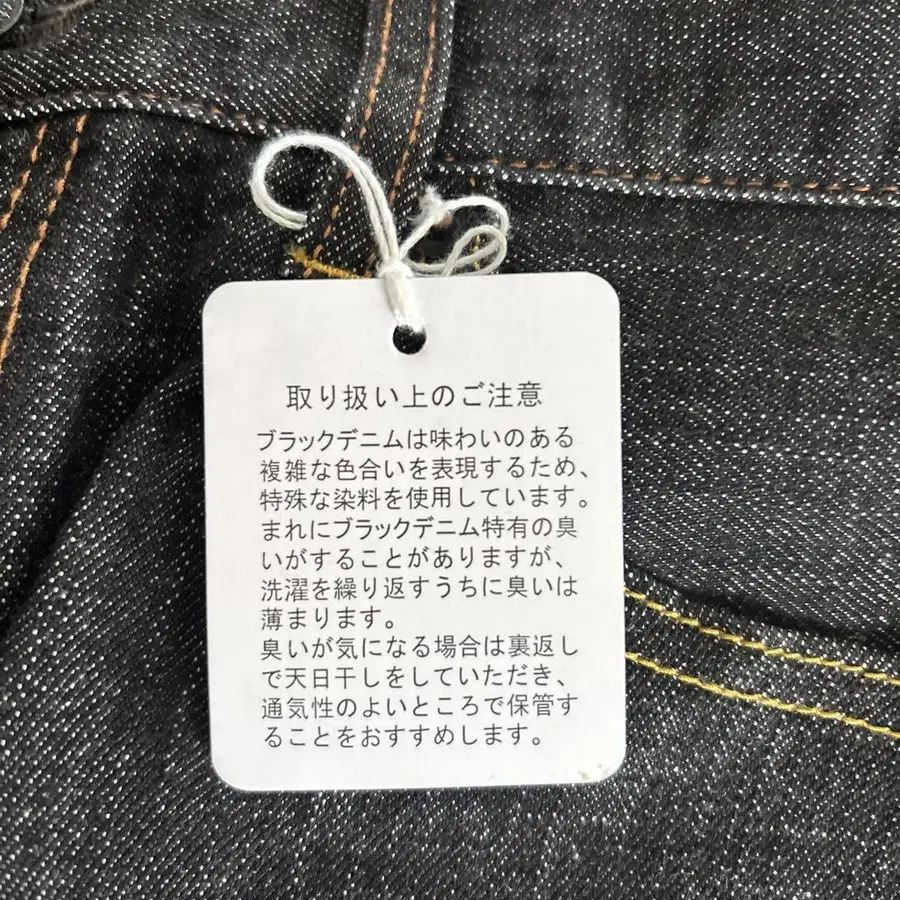 取り扱い上のご注意
ブラックデニムは味わいのある
複雑な色合いを表現するため、
特殊な染料を使用しています。
まれにブラックデニム特有の臭
いがすることがありますが、
洗濯を繰り返すうちに臭いは
薄まります。
臭いが気になる場合は裏返し
で天日干しをしていただき、
通気性のよいところで保管す
ることをおすすめします。